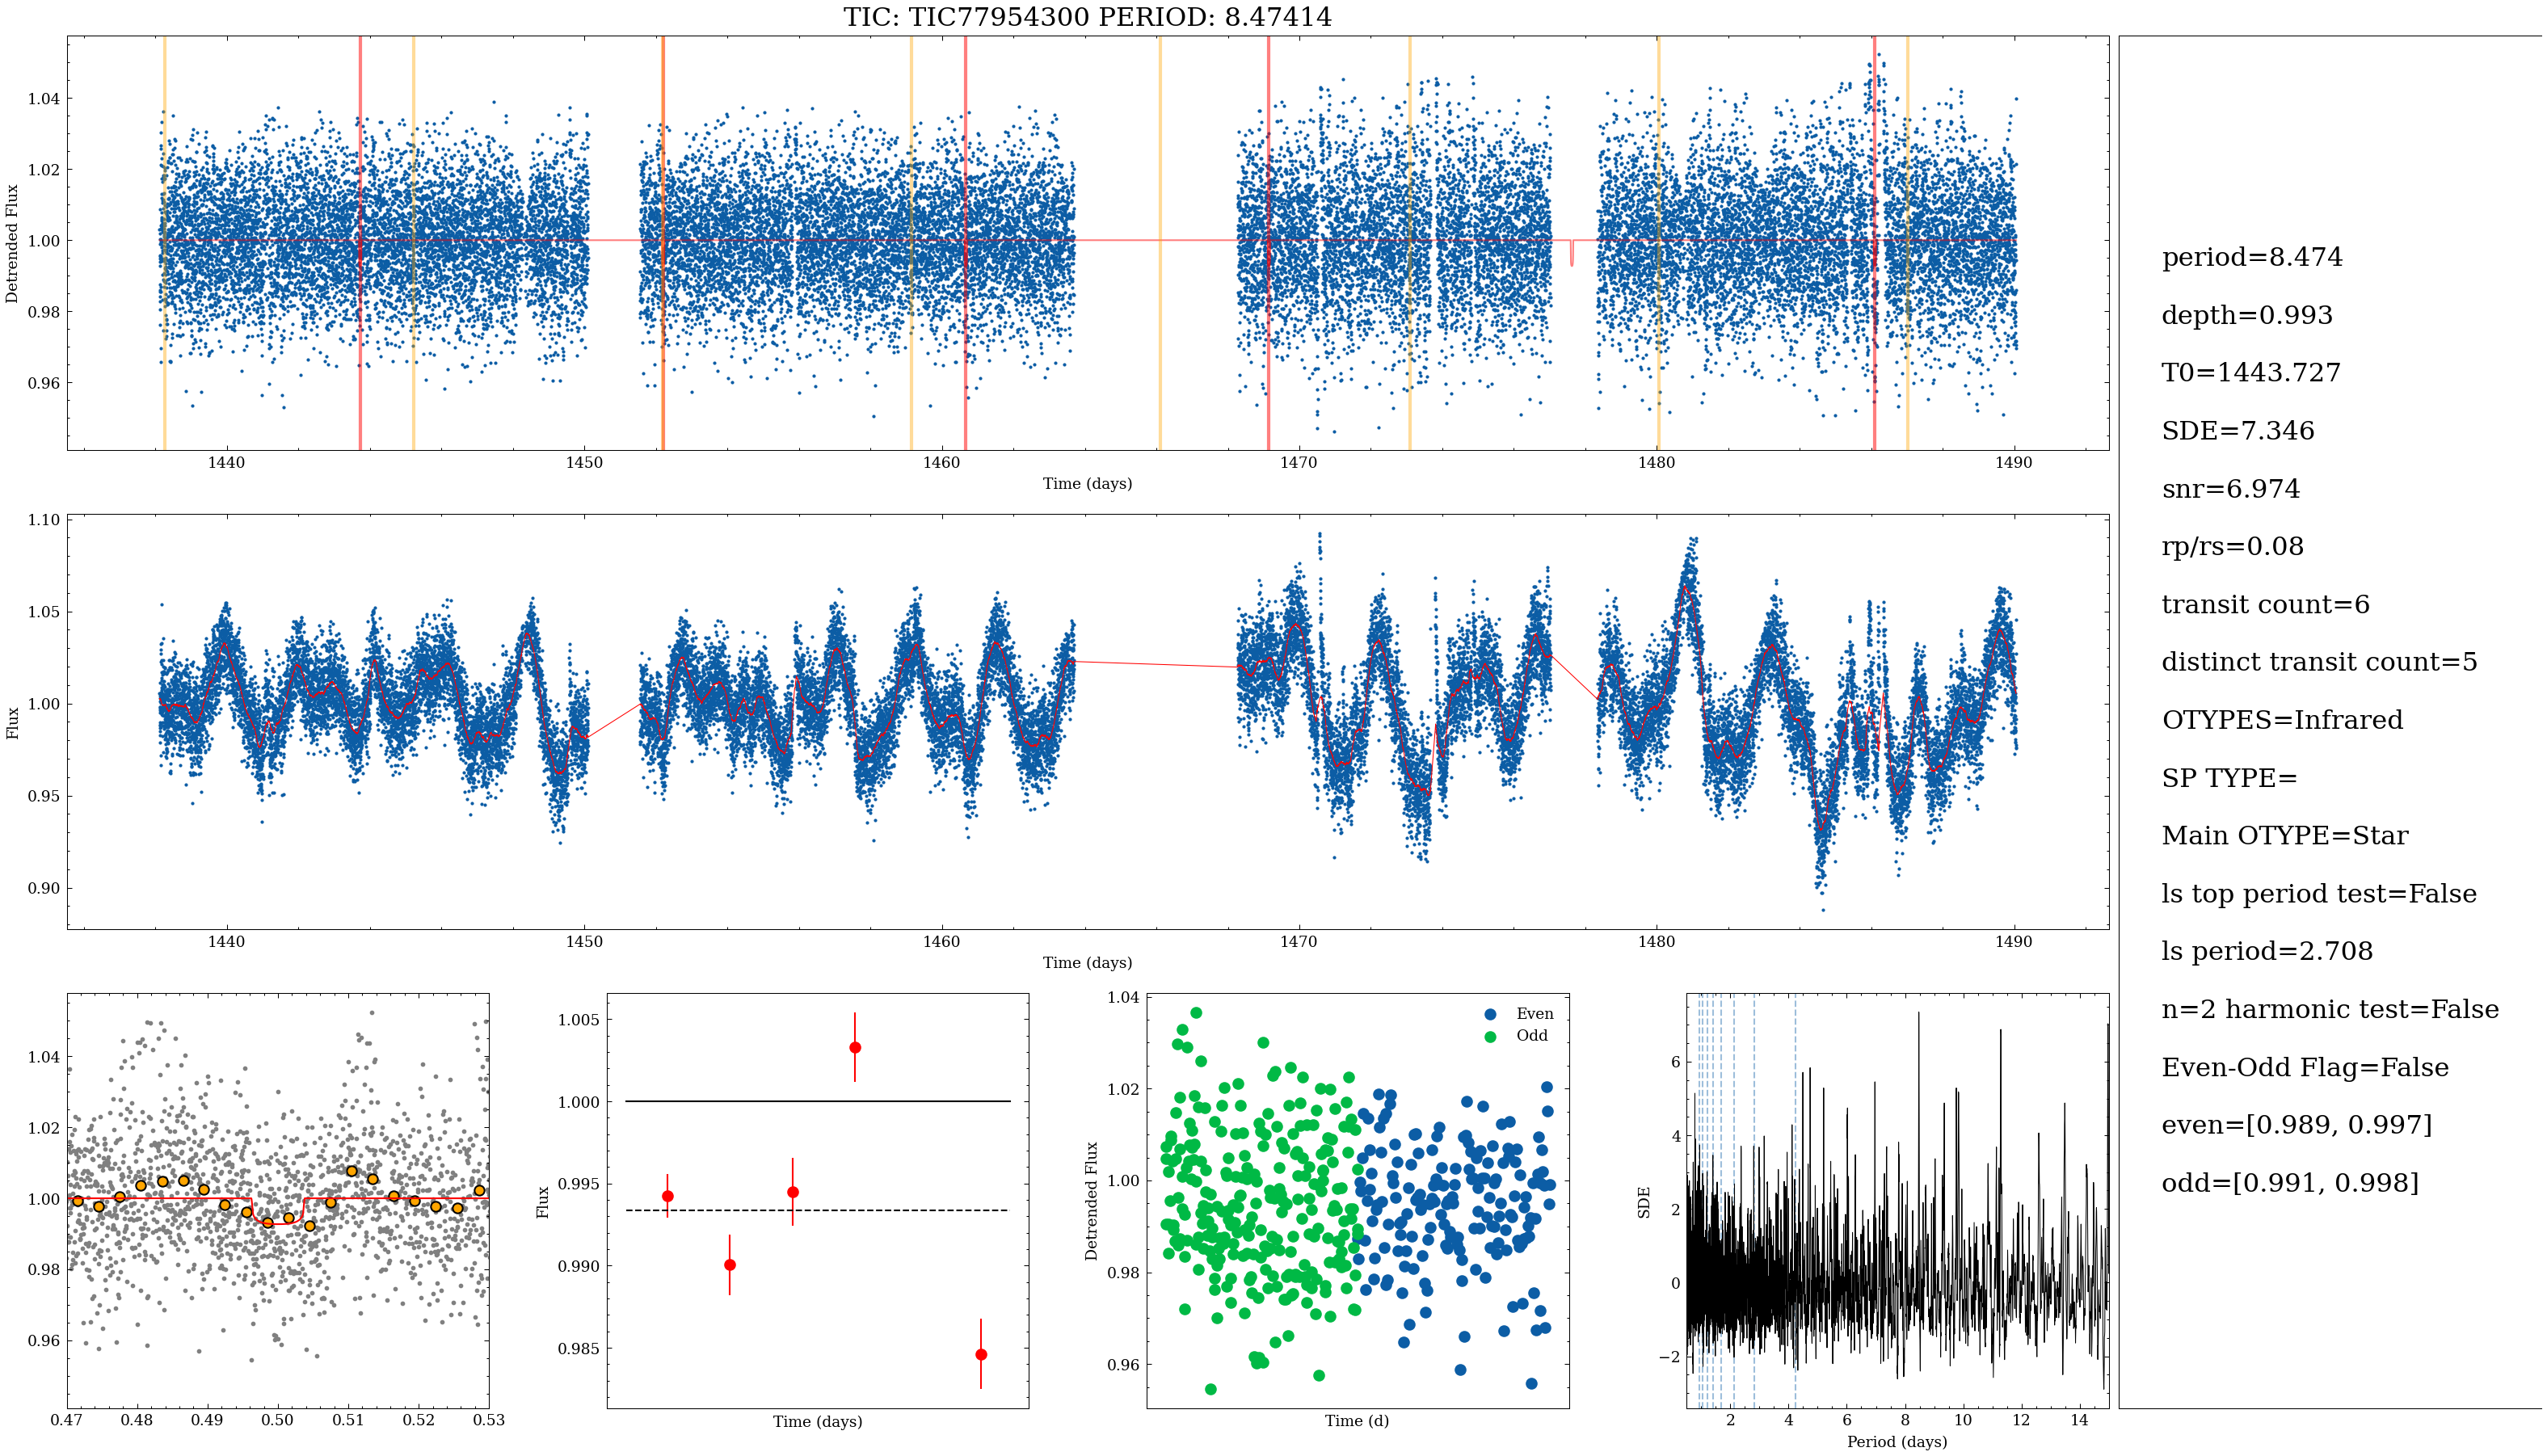 TIC: TIC77954300 PERIOD: 8.47414
Detrended Flux
1.04
1.02
1.00
0.98
0.96
1440
1450
1460
1470
1480
1490
Time (days)
Flux
1.10
1.05
1.00
0.95
0.90
1440
1450
1460
1470
1480
1490
Time (days)
1.04
1.02
1.00
0.98
0.96
0.47
0.48
0.49
0.50
0.51
0.52
0.53
Flux
1.005
1.000
0.995
0.990
0.985
Time (days)
Detrended Flux
1.04
1.02
1.00
0.98
0.96
Even
Odd
Time (d)
SDE
6
4
2
0
−2
2
4
6
8
10
12
14
Period (days)
period=8.474
depth=0.993
T0=1443.727
SDE=7.346
snr=6.974
rp/rs=0.08
transit count=6
distinct transit count=5
OTYPES=Infrared
SP TYPE=
Main OTYPE=Star
ls top period test=False
ls period=2.708
n=2 harmonic test=False
Even-Odd Flag=False
even=[0.989, 0.997]
odd=[0.991, 0.998]